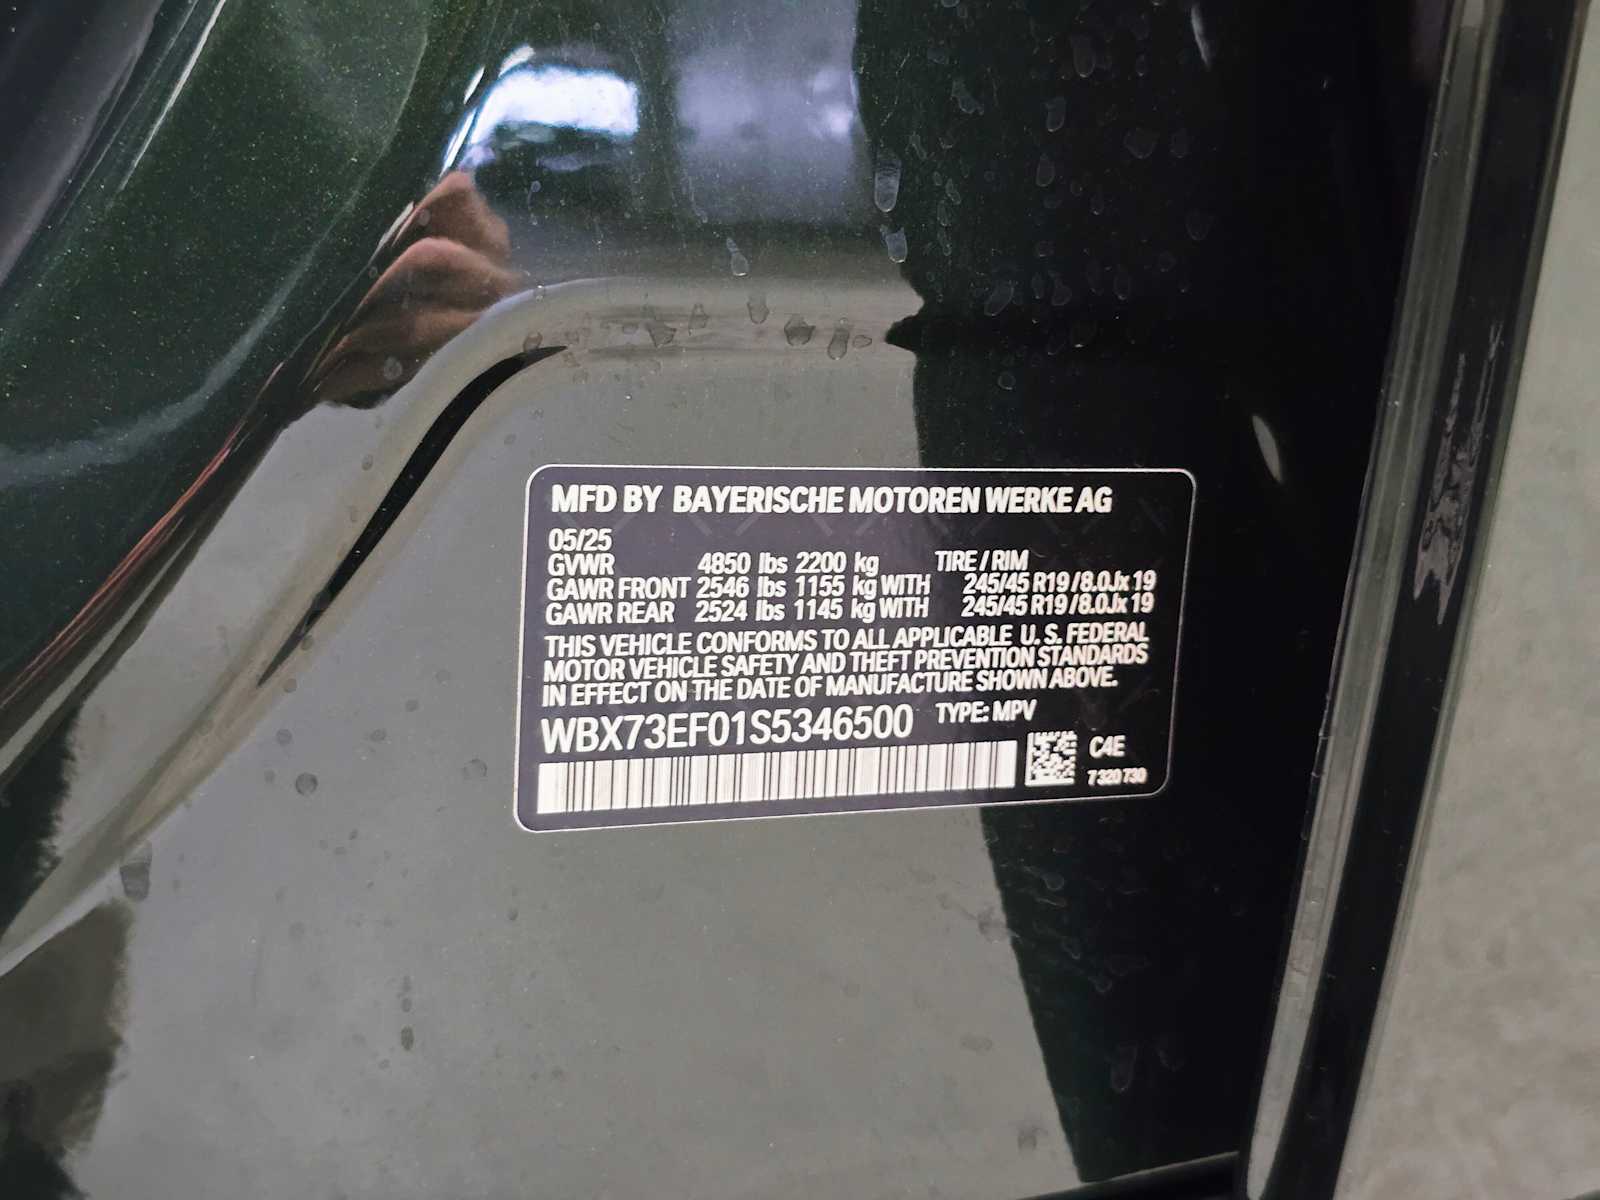 MFD BY BAYERISCHE MOTOREN WERKE AG
05/25
GVWR 4850 lbs 2200 kg TIRE / RIM
GAWR FRONT 2546 lbs 1155 kg WITH 245/45 R19 / 8.0Jx 19
GAWR REAR 2524 lbs 1145 kg WITH 245/45 R19 / 8.0Jx 19
THIS VEHICLE CONFORMS TO ALL APPLICABLE U. S. FEDERAL
MOTOR VEHICLE SAFETY AND THEFT PREVENTION STANDARDS
IN EFFECT ON THE DATE OF MANUFACTURE SHOWN ABOVE.
WBX73EF01S5346500 TYPE: MPV
C4E
7 320 730